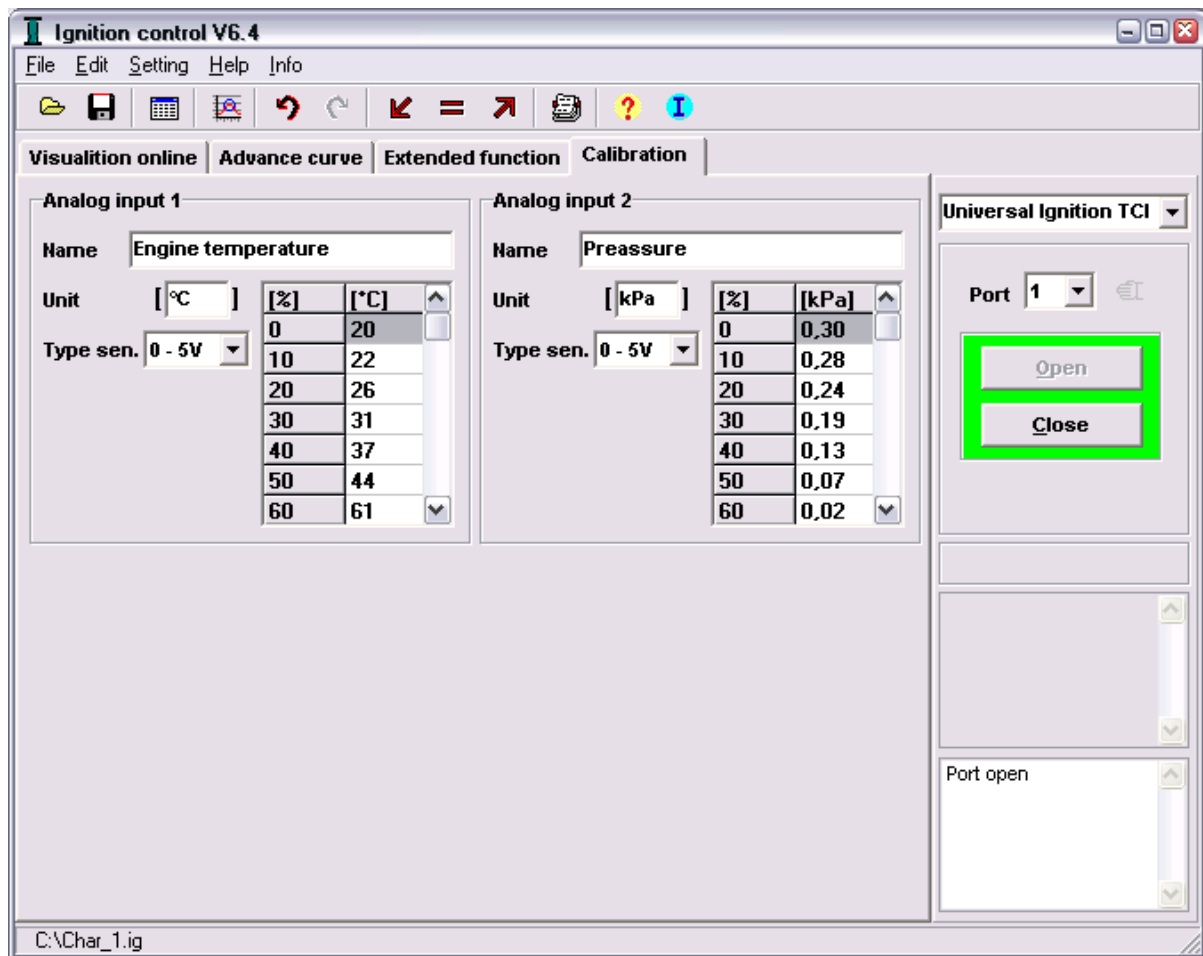 Ignition control V6.4
File Edit Setting Help Info
Visualition online Advance curve Extended function Calibration
Analog input 1
Name Engine temperature
Unit [ °C ]
Type sen. 0 - 5V
[%] [°C]
0 20
10 22
20 26
30 31
40 37
50 44
60 61
Analog input 2
Name Preassure
Unit [ kPa ]
Type sen. 0 - 5V
[%] [kPa]
0 0,30
10 0,28
20 0,24
30 0,19
40 0,13
50 0,07
60 0,02
Universal Ignition TCI
Port 1
Open
Close
Port open
C:\Char_1.ig